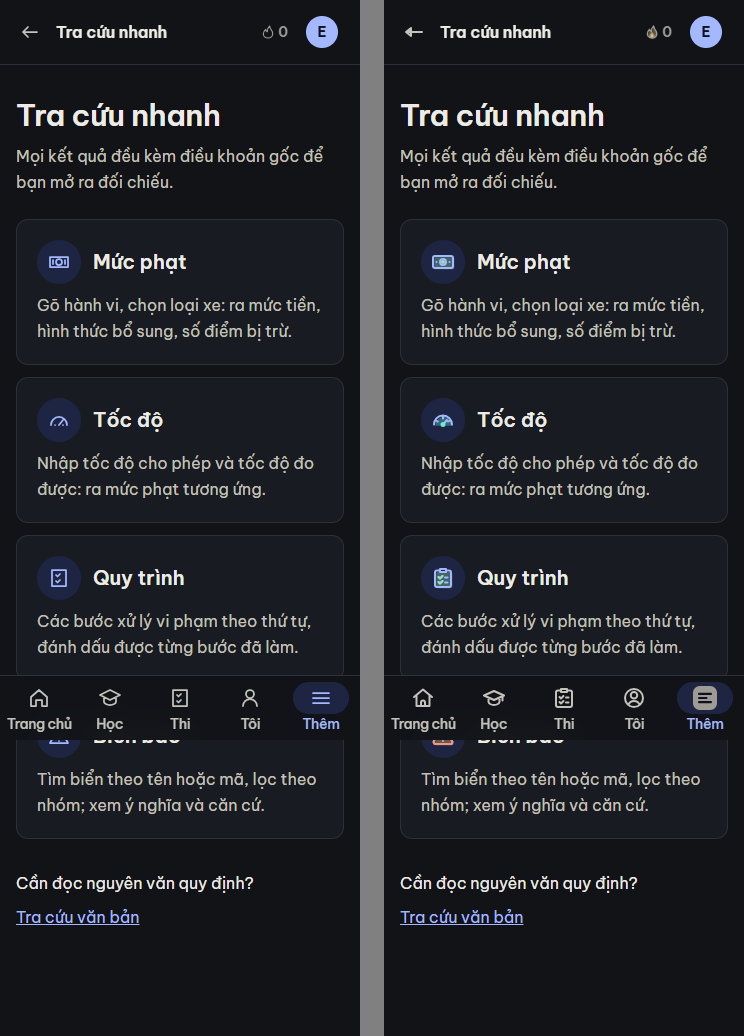 Tra cứu nhanh
0
E
Tra cứu nhanh
Mọi kết quả đều kèm điều khoản gốc để
bạn mở ra đối chiếu.
Mức phạt
Gõ hành vi, chọn loại xe: ra mức tiền,
hình thức bổ sung, số điểm bị trừ.
Tốc độ
Nhập tốc độ cho phép và tốc độ đo
được: ra mức phạt tương ứng.
Quy trình
Các bước xử lý vi phạm theo thứ tự,
đánh dấu được từng bước đã làm.
Trang chủ
Học
Thi
Tôi
Thêm
Tìm biển theo tên hoặc mã, lọc theo
nhóm; xem ý nghĩa và căn cứ.
Cần đọc nguyên văn quy định?
Tra cứu văn bản
Tra cứu nhanh
0
E
Tra cứu nhanh
Mọi kết quả đều kèm điều khoản gốc để
bạn mở ra đối chiếu.
Mức phạt
Gõ hành vi, chọn loại xe: ra mức tiền,
hình thức bổ sung, số điểm bị trừ.
Tốc độ
Nhập tốc độ cho phép và tốc độ đo
được: ra mức phạt tương ứng.
Quy trình
Các bước xử lý vi phạm theo thứ tự,
đánh dấu được từng bước đã làm.
Trang chủ
Học
Thi
Tôi
Thêm
Tìm biển theo tên hoặc mã, lọc theo
nhóm; xem ý nghĩa và căn cứ.
Cần đọc nguyên văn quy định?
Tra cứu văn bản